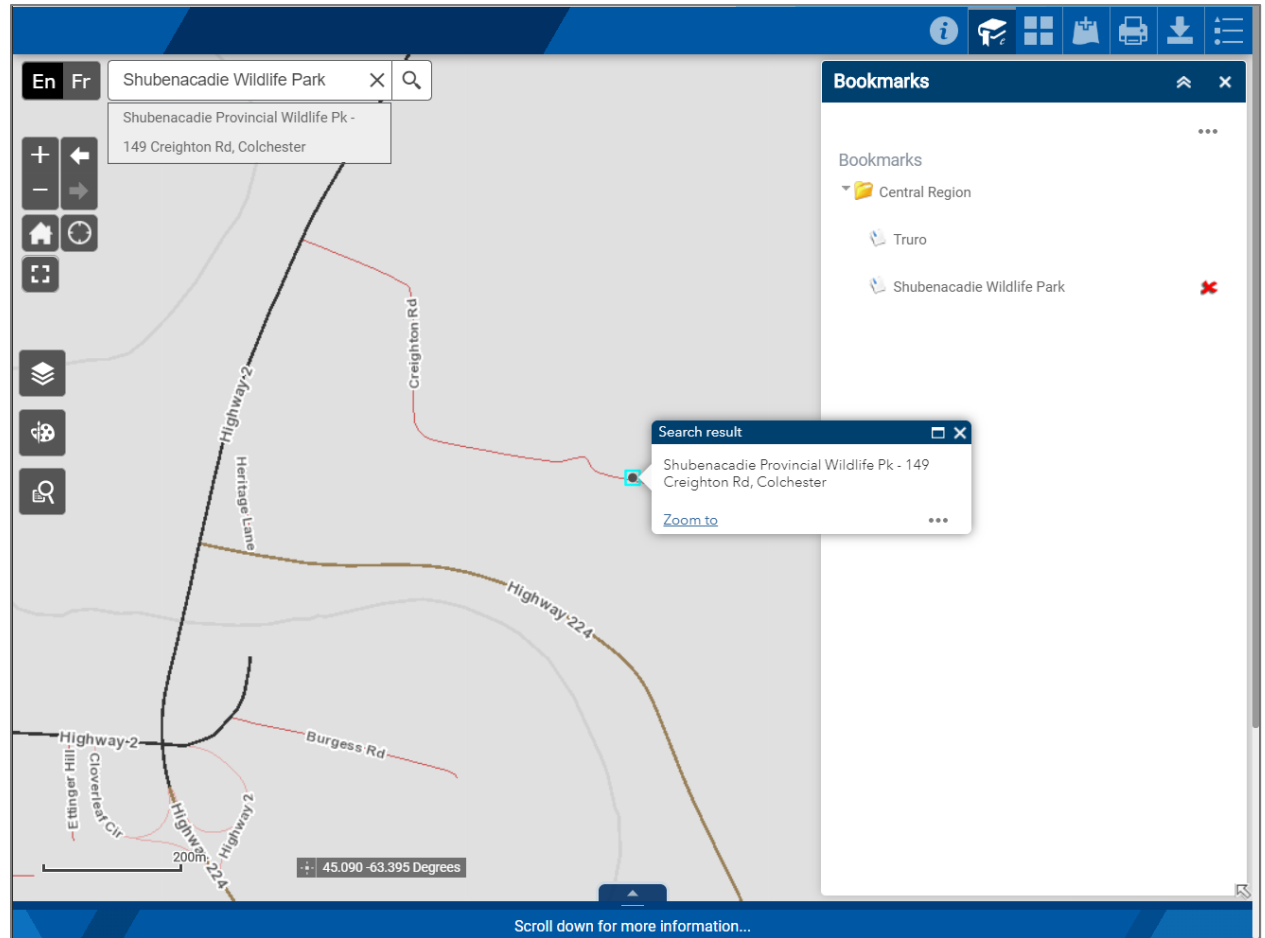 En Fr
Shubenacadie Wildlife Park
Shubenacadie Provincial Wildlife Pk -
149 Creighton Rd, Colchester
Bookmarks
Bookmarks
Central Region
Truro
Shubenacadie Wildlife Park
Creighton Rd
Highway-2
Heritage Lane
Search result
Shubenacadie Provincial Wildlife Pk - 149
Creighton Rd, Colchester
Zoom to
Highway-224
Highway-2
Burgess Rd
Ettinger Hill
Cloverleaf Cir
Highway-224
Highway 2
200m
45.090 -63.395 Degrees
Scroll down for more information...